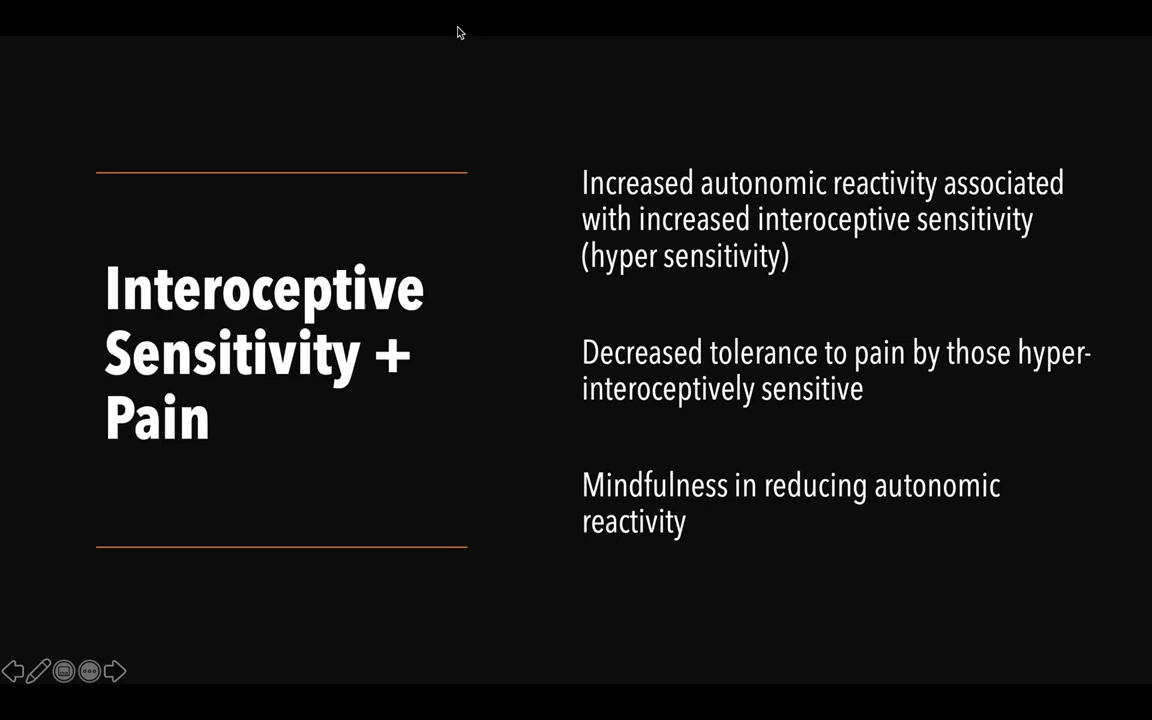 Interoceptive
Sensitivity +
Pain
Increased autonomic reactivity associated
with increased interoceptive sensitivity
(hyper sensitivity)
Decreased tolerance to pain by those hyper-
interoceptively sensitive
Mindfulness in reducing autonomic
reactivity